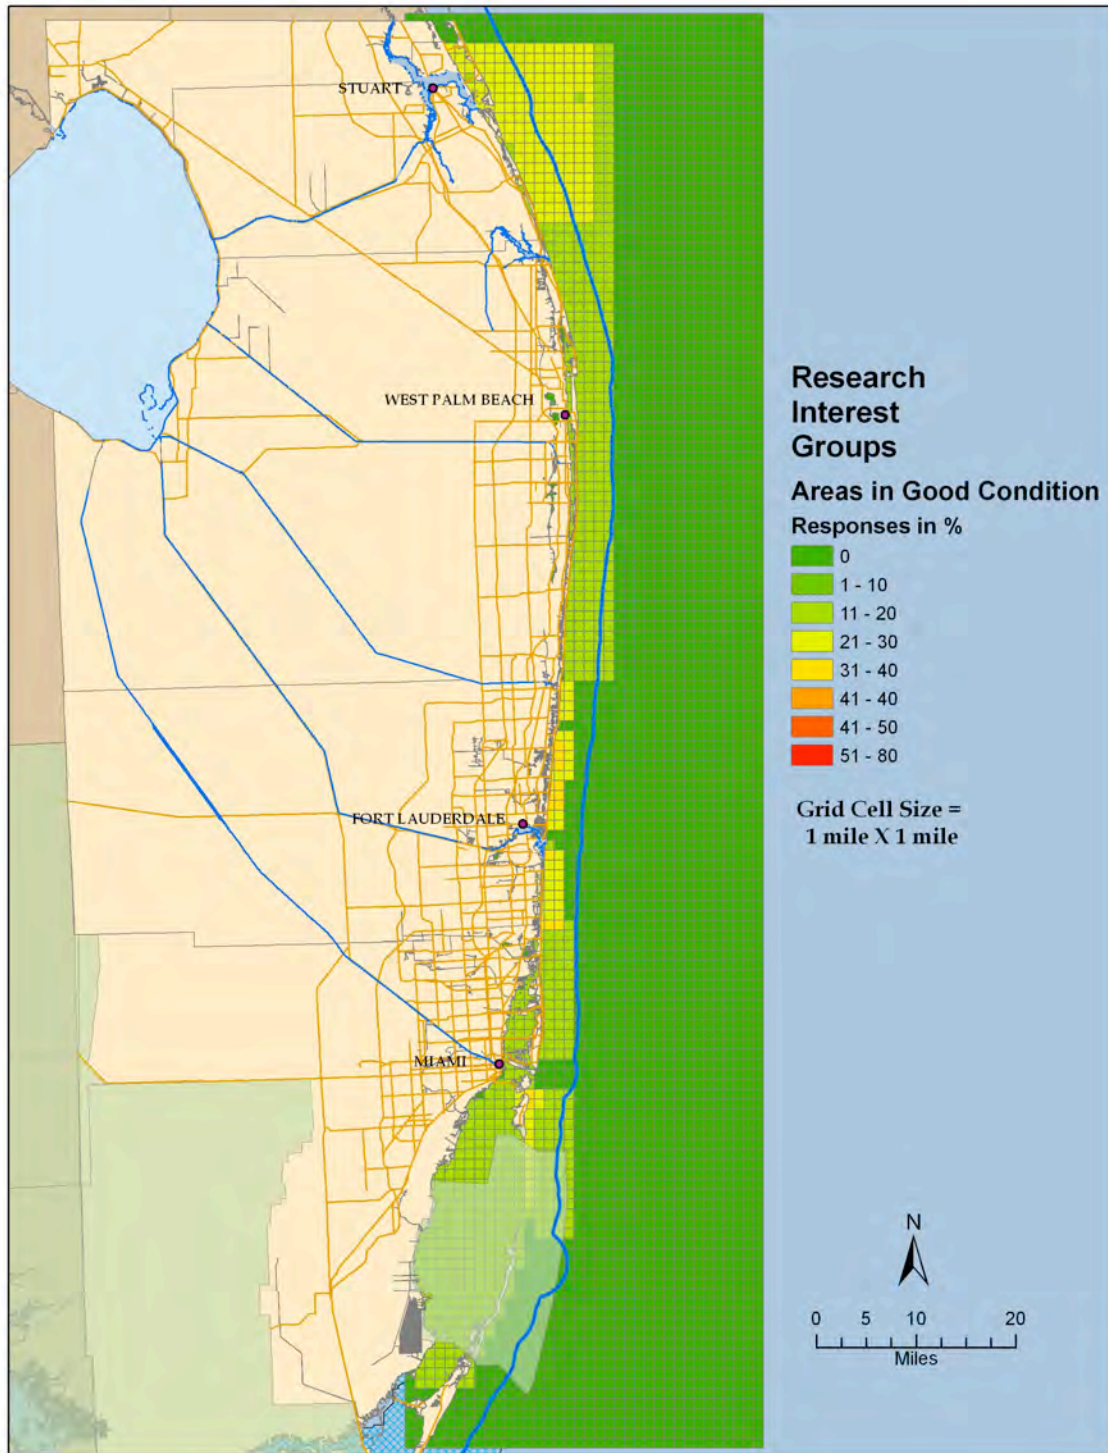 STUART
WEST PALM BEACH
FORT LAUDERDALE
MIAMI
Research
Interest
Groups
Areas in Good Condition
Responses in %
0
1 - 10
11 - 20
21 - 30
31 - 40
41 - 40
41 - 50
51 - 80
Grid Cell Size =
1 mile X 1 mile
N
0 5 10 20
Miles